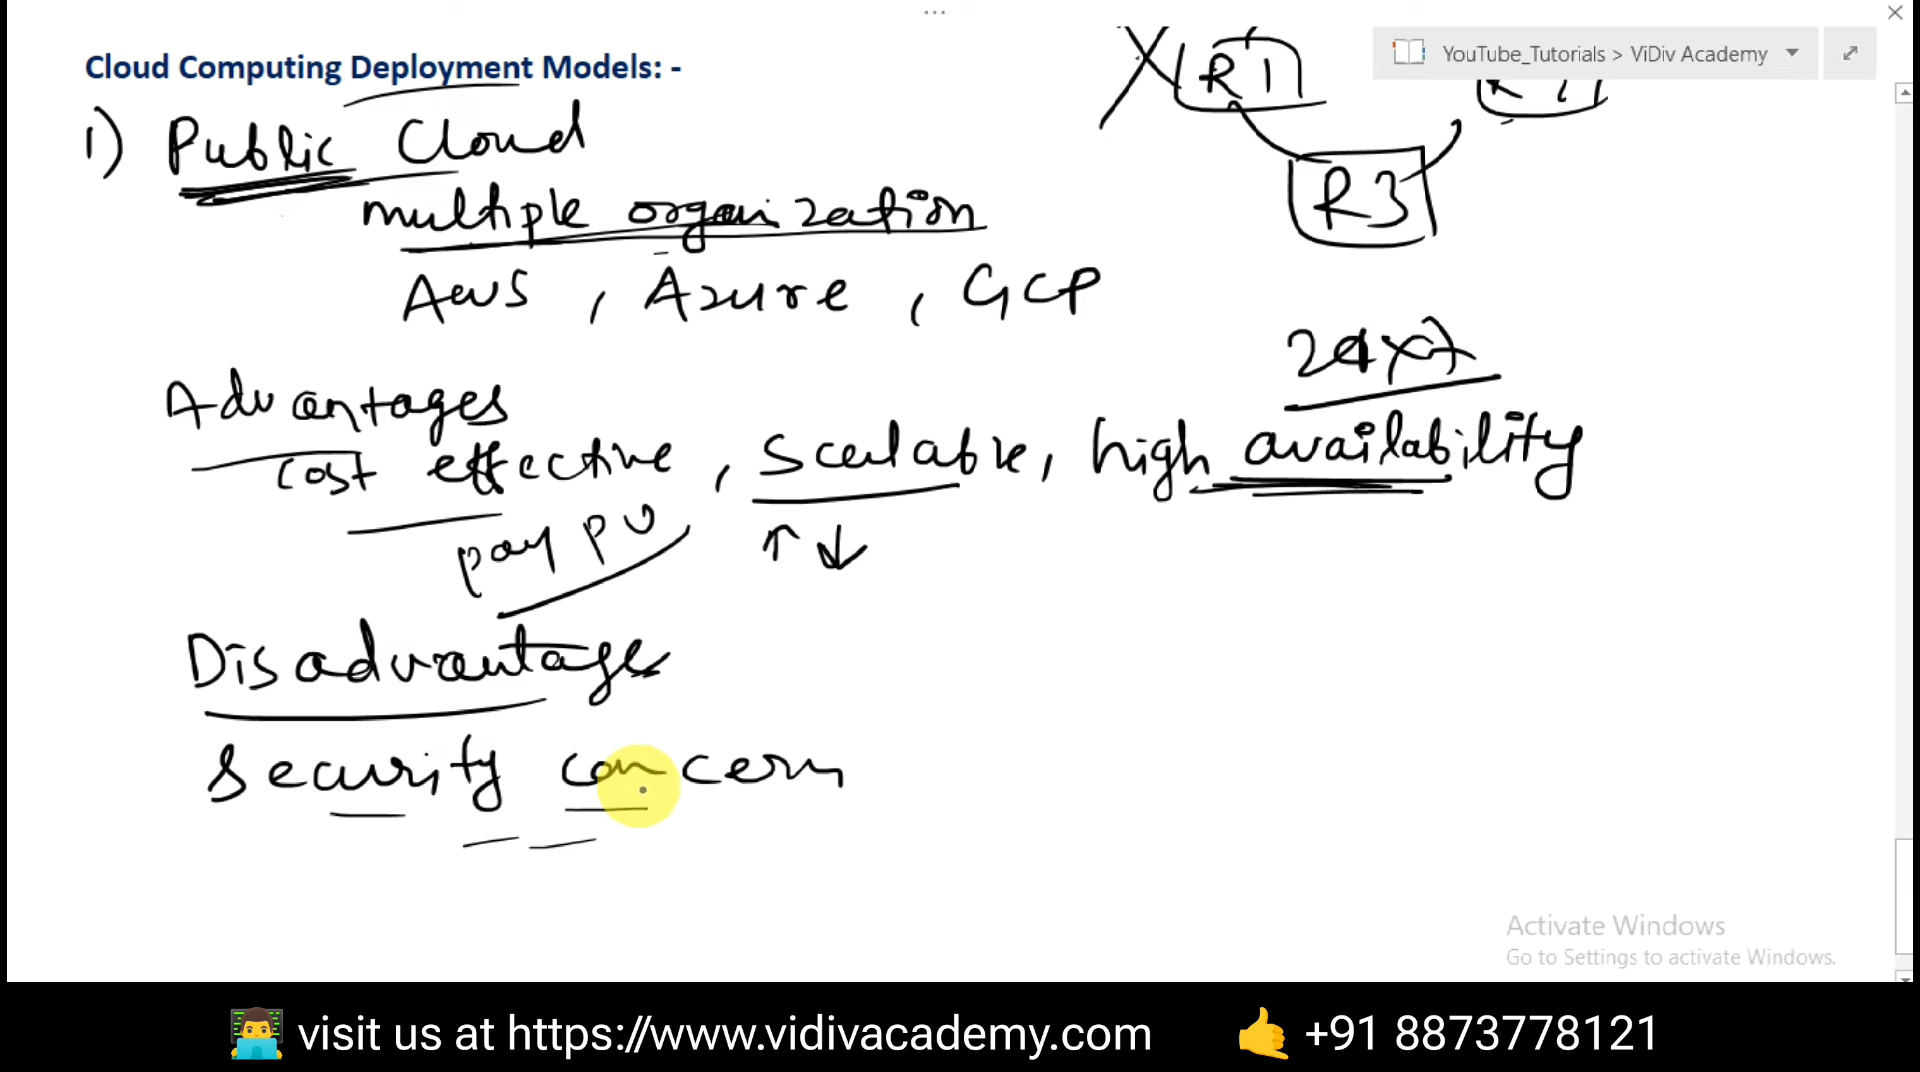 Cloud Computing Deployment Models: -
YouTube_Tutorials > ViDiv Academy
1) Public Cloud
R1
R3
multiple organization
AWS, Azure, GCP
24x7
Advantages
cost effective, scalable, high availability
pay PU
↑ ↓
Disadvantage
security concern
Activate Windows
Go to Settings to activate Windows.
visit us at https://www.vidivacademy.com +91 8873778121